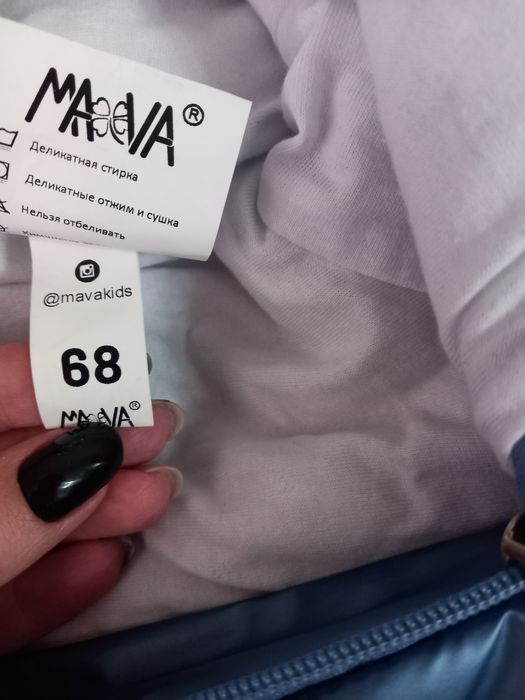 MAVA®
Деликатная стирка
Деликатные отжим и сушка
Нельзя отбеливать
@mavakids
68
MAVA®